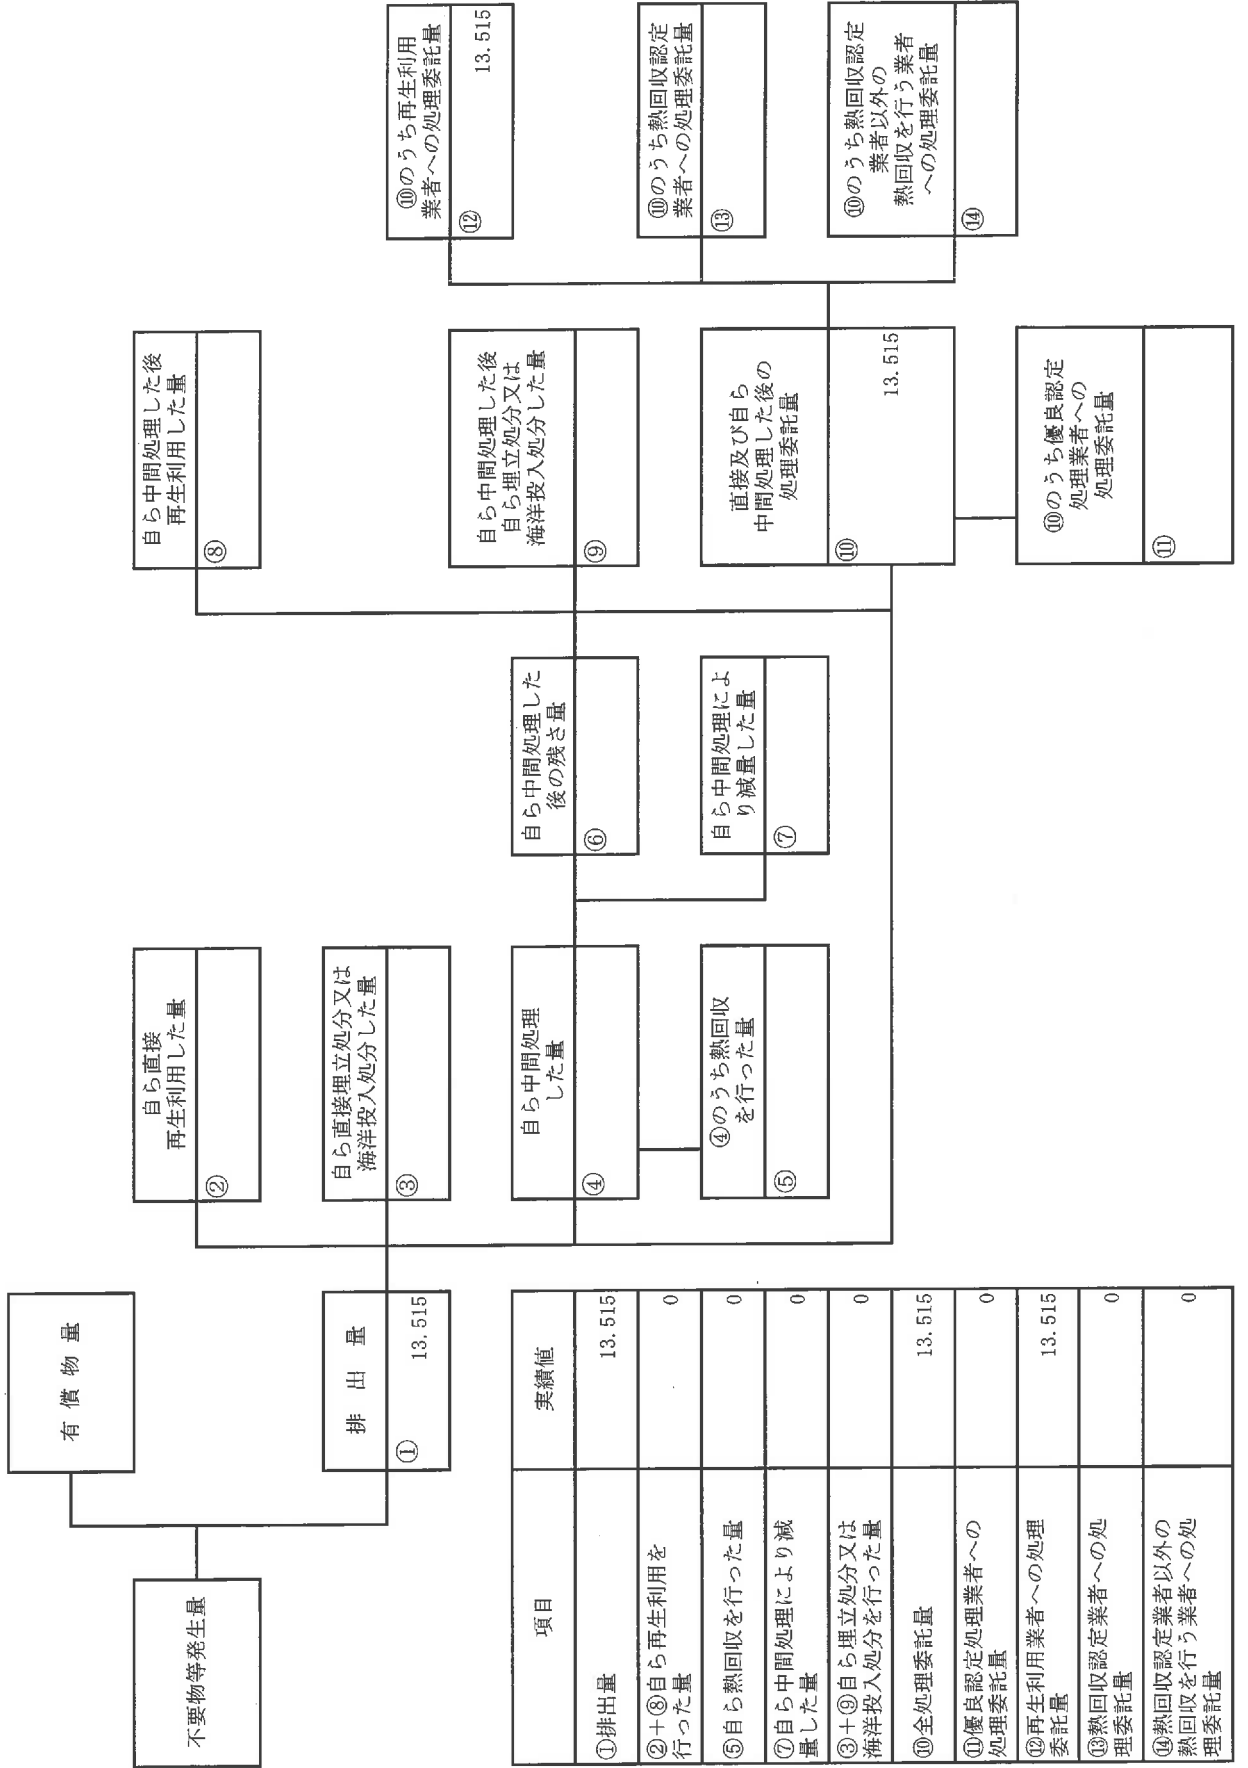 不要物等発生量
有償物量
排出量
①
13.515
自ら直接
再生利用した量
②
自ら直接埋立処分又は
海洋投入処分した量
③
自ら中間処理
した量
④
④のうち熱回収
を行った量
⑤
自ら中間処理した
後の残さ量
⑥
自ら中間処理によ
り減量した量
⑦
自ら中間処理した後
再生利用した量
⑧
自ら中間処理した後
自ら埋立処分又は
海洋投入処分した量
⑨
直接及び自ら
中間処理した後の
処理委託量
⑩
13.515
⑩のうち優良認定
処理業者への
処理委託量
⑪
⑩のうち再生利用
業者への処理委託量
⑫
13.515
⑩のうち熱回収認定
業者への処理委託量
⑬
⑩のうち熱回収認定
業者以外の
熱回収を行う業者
への処理委託量
⑭
項目 実績値
①排出量 13.515
②+⑧自ら再生利用を
行った量 0
⑤自ら熱回収を行った量 0
⑦自ら中間処理により減
量した量 0
③+⑨自ら埋立処分又は
海洋投入処分を行った量 0
⑩全処理委託量 13.515
⑪優良認定処理業者への
処理委託量 0
⑫再生利用業者への処理
委託量 13.515
⑬熱回収認定業者への処
理委託量 0
⑭熱回収認定業者以外の
熱回収を行う業者への処
理委託量 0